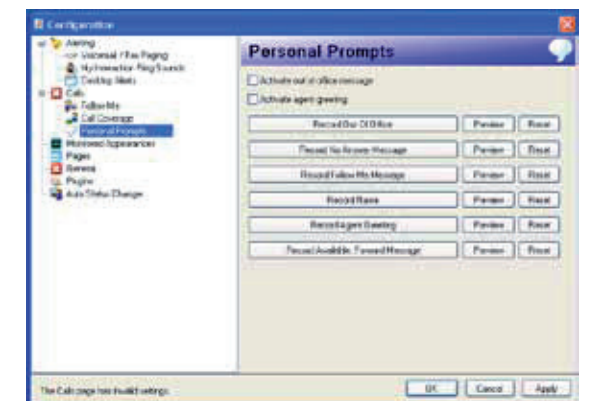 Configuration
Alerting
Voicemail / Fax Paging
My Interaction Ring Sounds
Desktop Alerts
Calls
Follow Me
Call Coverage
Personal Prompts
Monitored Appearances
Pages
General
Plugins
Auto Status Change
Personal Prompts
Activate out of office message
Activate agent greeting
Record Out Of Office Preview Reset
Record No Answer Message Preview Reset
Record Follow Me Message Preview Reset
Record Name Preview Reset
Record Agent Greeting Preview Reset
Record Available, Forward Message Preview Reset
The Calls page has invalid settings.
OK Cancel Apply